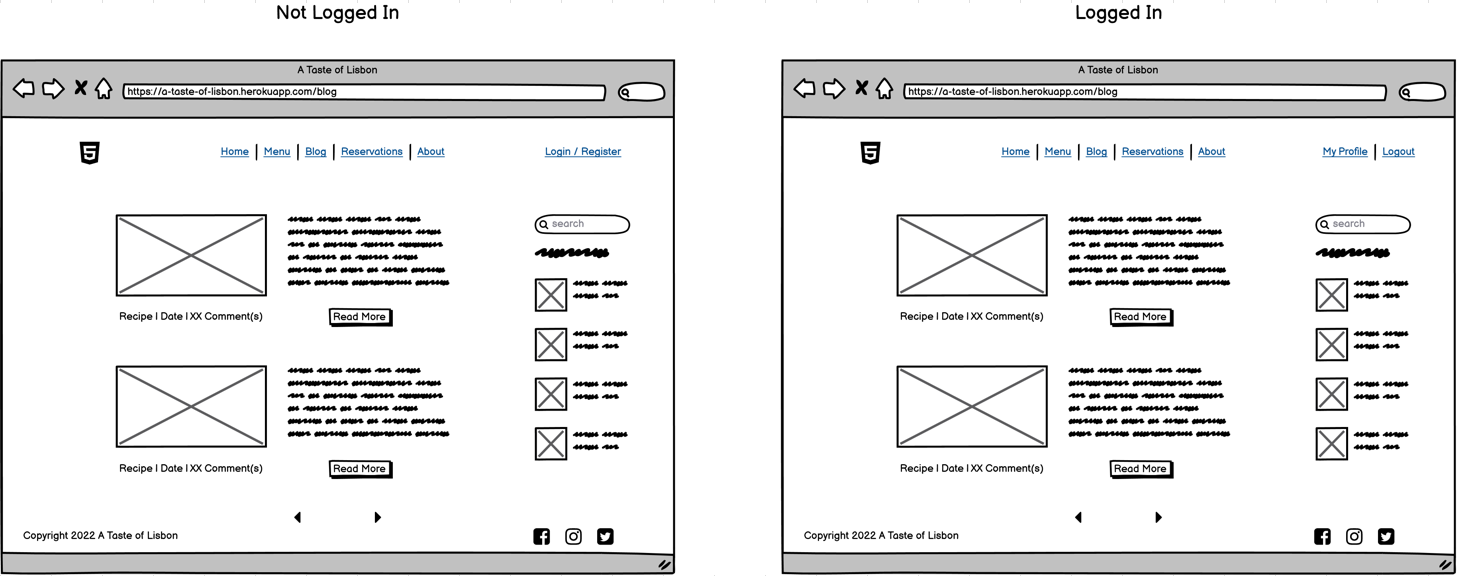 Not Logged In
A Taste of Lisbon
https://a-taste-of-lisbon.herokuapp.com/blog
Home | Menu | Blog | Reservations | About
Login / Register
search
Recipe | Date | XX Comment(s)
Read More
Recipe | Date | XX Comment(s)
Read More
Copyright 2022 A Taste of Lisbon
Logged In
A Taste of Lisbon
https://a-taste-of-lisbon.herokuapp.com/blog
Home | Menu | Blog | Reservations | About
My Profile | Logout
search
Recipe | Date | XX Comment(s)
Read More
Recipe | Date | XX Comment(s)
Read More
Copyright 2022 A Taste of Lisbon